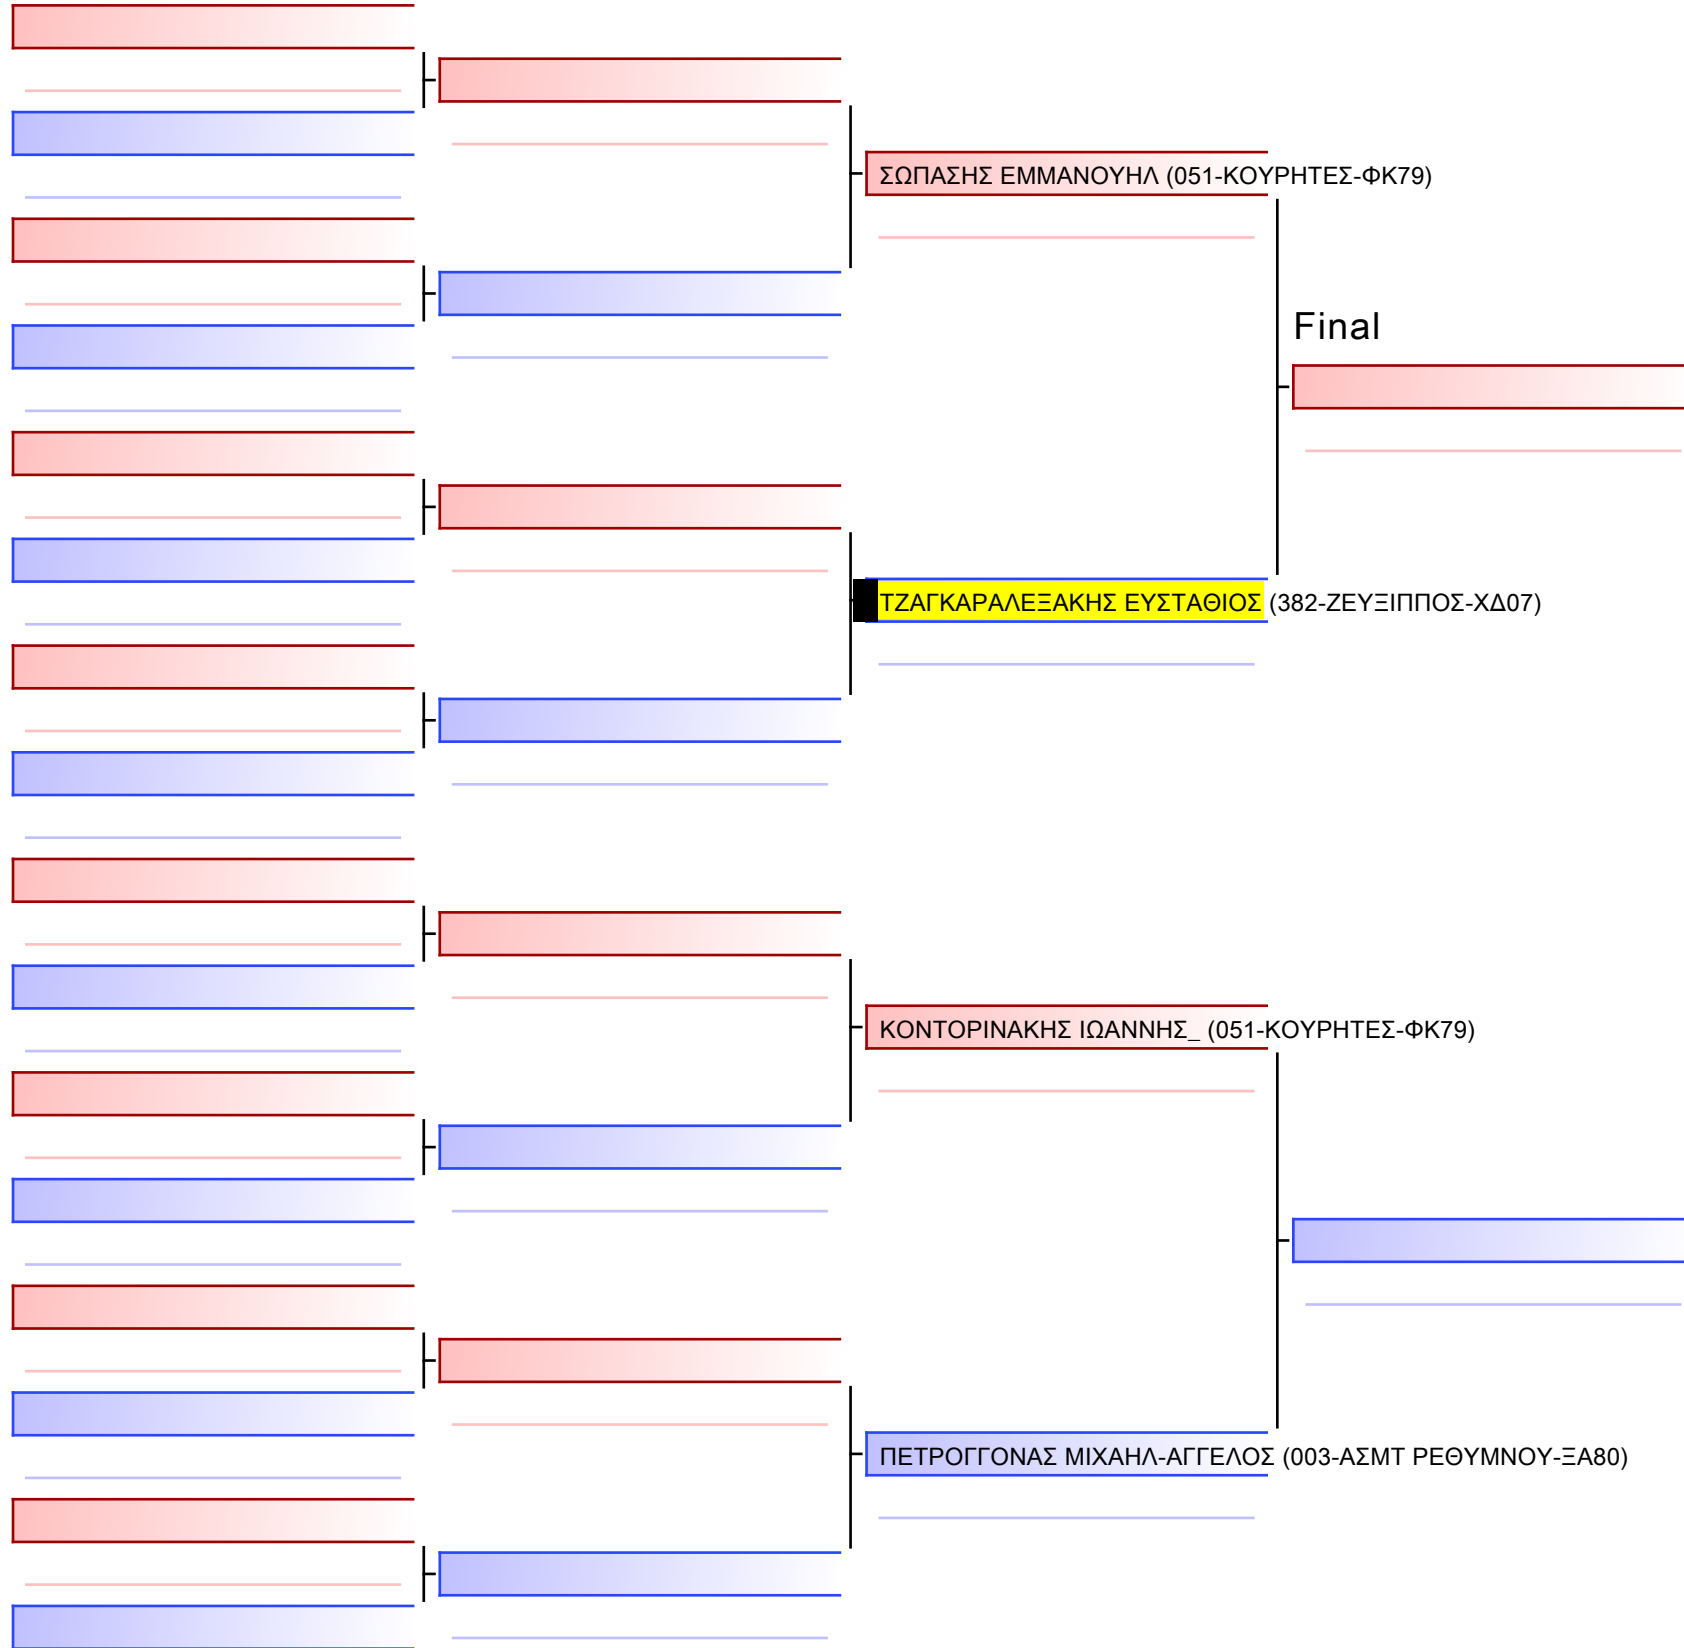 ΣΩΠΑΣΗΣ ΕΜΜΑΝΟΥΗΛ (051-ΚΟΥΡΗΤΕΣ-ΦΚ79)
Final
ΤΖΑΓΚΑΡΑΛΕΞΑΚΗΣ ΕΥΣΤΑΘΙΟΣ (382-ΖΕΥΞΙΠΠΟΣ-ΧΔ07)
ΚΟΝΤΟΡΙΝΑΚΗΣ ΙΩΑΝΝΗΣ_ (051-ΚΟΥΡΗΤΕΣ-ΦΚ79)
ΠΕΤΡΟΓΓΟΝΑΣ ΜΙΧΑΗΛ-ΑΓΓΕΛΟΣ (003-ΑΣΜΤ ΡΕΘΥΜΝΟΥ-ΞΑ80)